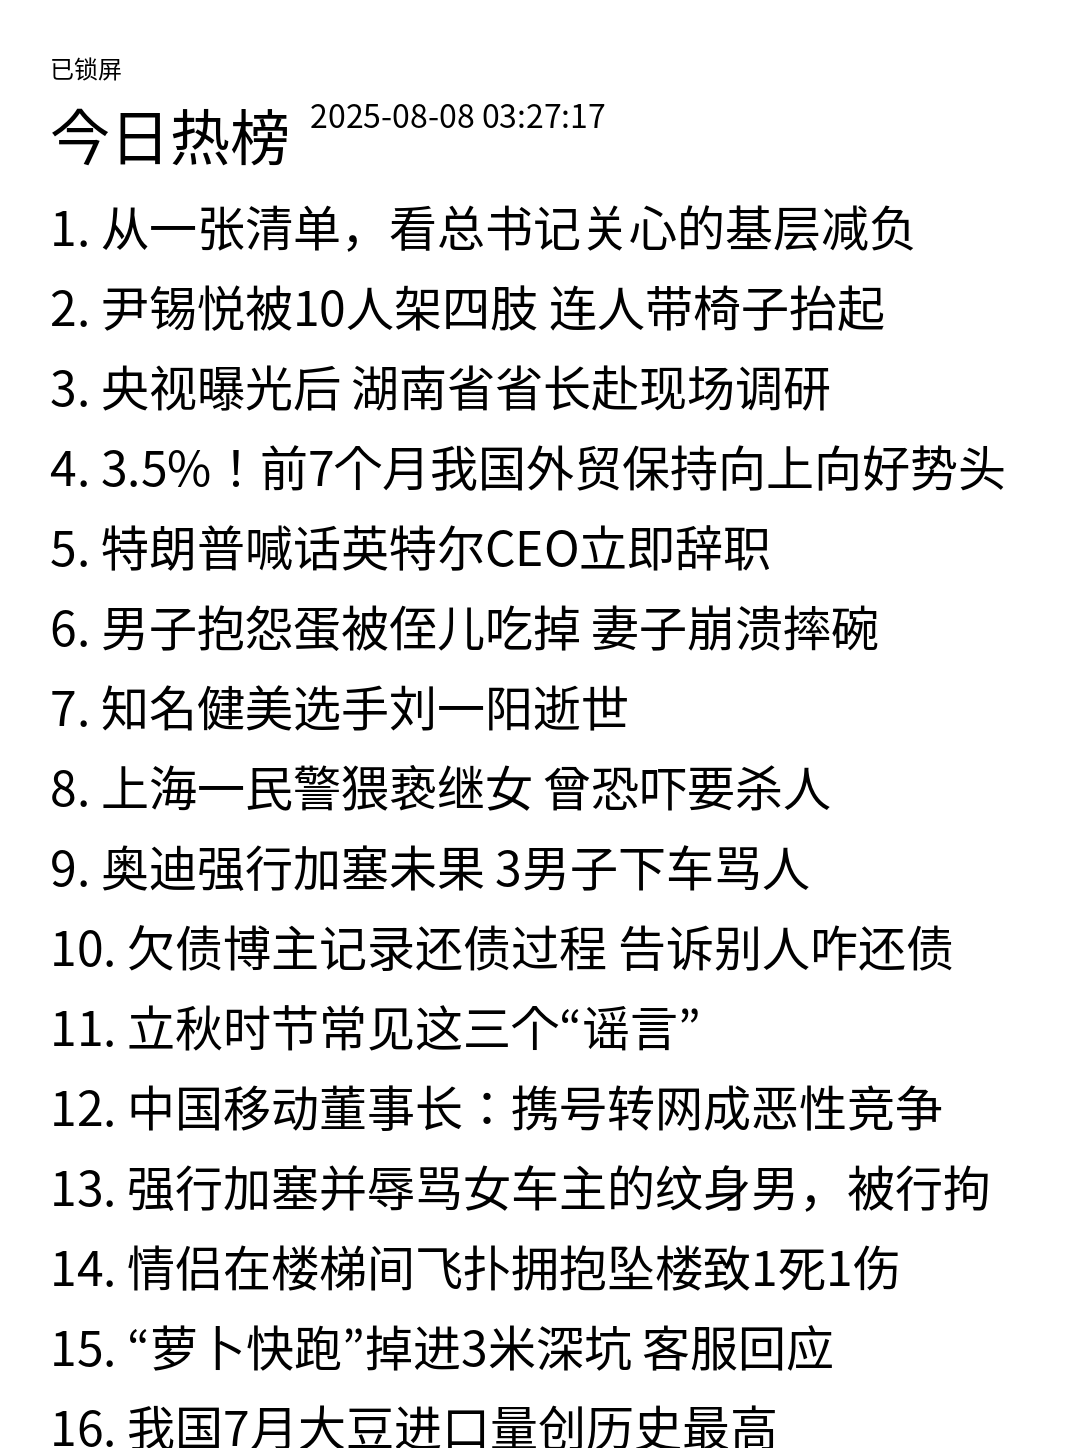 已锁屏
今日热榜 2025-08-08 03:27:17
1. 从一张清单，看总书记关心的基层减负
2. 尹锡悦被10人架四肢 连人带椅子抬起
3. 央视曝光后 湖南省省长赴现场调研
4. 3.5%！前7个月我国外贸保持向上向好势头
5. 特朗普喊话英特尔CEO立即辞职
6. 男子抱怨蛋被侄儿吃掉 妻子崩溃摔碗
7. 知名健美选手刘一阳逝世
8. 上海一民警猥亵继女 曾恐吓要杀人
9. 奥迪强行加塞未果 3男子下车骂人
10. 欠债博主记录还债过程 告诉别人咋还债
11. 立秋时节常见这三个“谣言”
12. 中国移动董事长：携号转网成恶性竞争
13. 强行加塞并辱骂女车主的纹身男，被行拘
14. 情侣在楼梯间飞扑拥抱坠楼致1死1伤
15. “萝卜快跑”掉进3米深坑 客服回应
16. 我国7月大豆进口量创历史最高